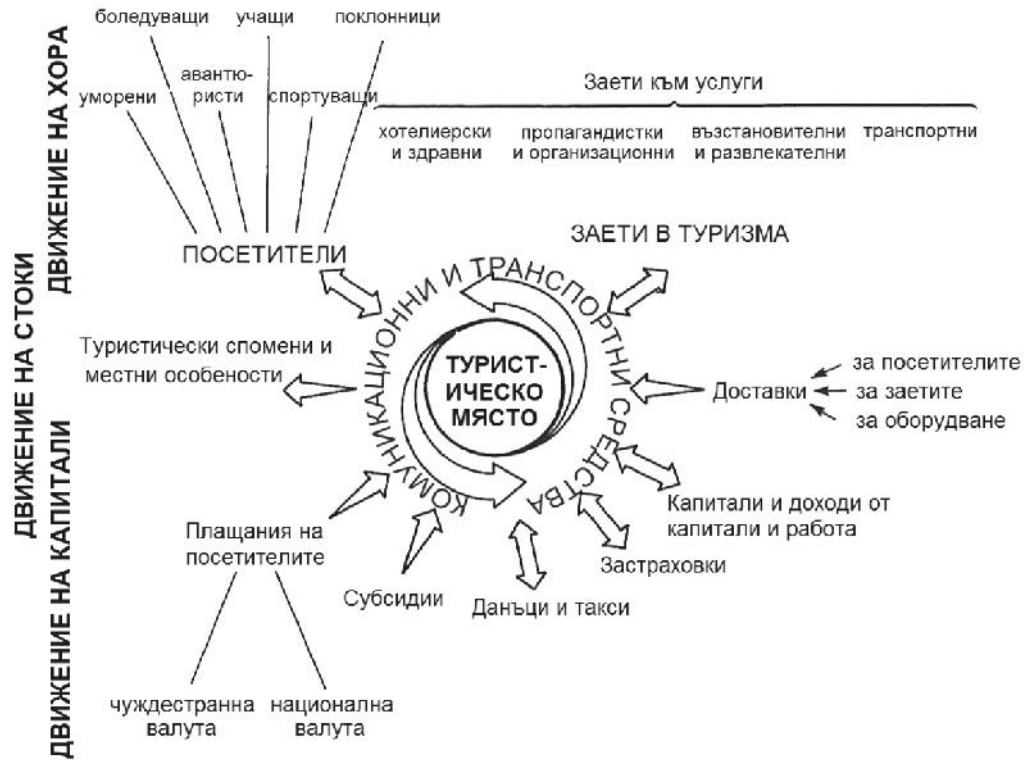 боледуващи учащи поклонници
уморени
авантю-
ристи
спортуващи
Заети към услуги
хотелиерски
и здравни
пропагандистки
и организационни
възстановителни
и развлекателни
транспортни
ДВИЖЕНИЕ НА ХОРА
ДВИЖЕНИЕ НА СТОКИ
ДВИЖЕНИЕ НА КАПИТАЛИ
ПОСЕТИТЕЛИ
ЗАЕТИ В ТУРИЗМА
КОМУНИКАЦИОННИ И ТРАНСПОРТНИ СРЕДСТВА
ТУРИСТ-
ИЧЕСКО
МЯСТО
Туристически спомени и
местни особености
Доставки
за посетителите
за заетите
за оборудване
Капитали и доходи от
капитали и работа
Застраховки
Данъци и такси
Субсидии
Плащания на
посетителите
чуждестранна
валута
национална
валута